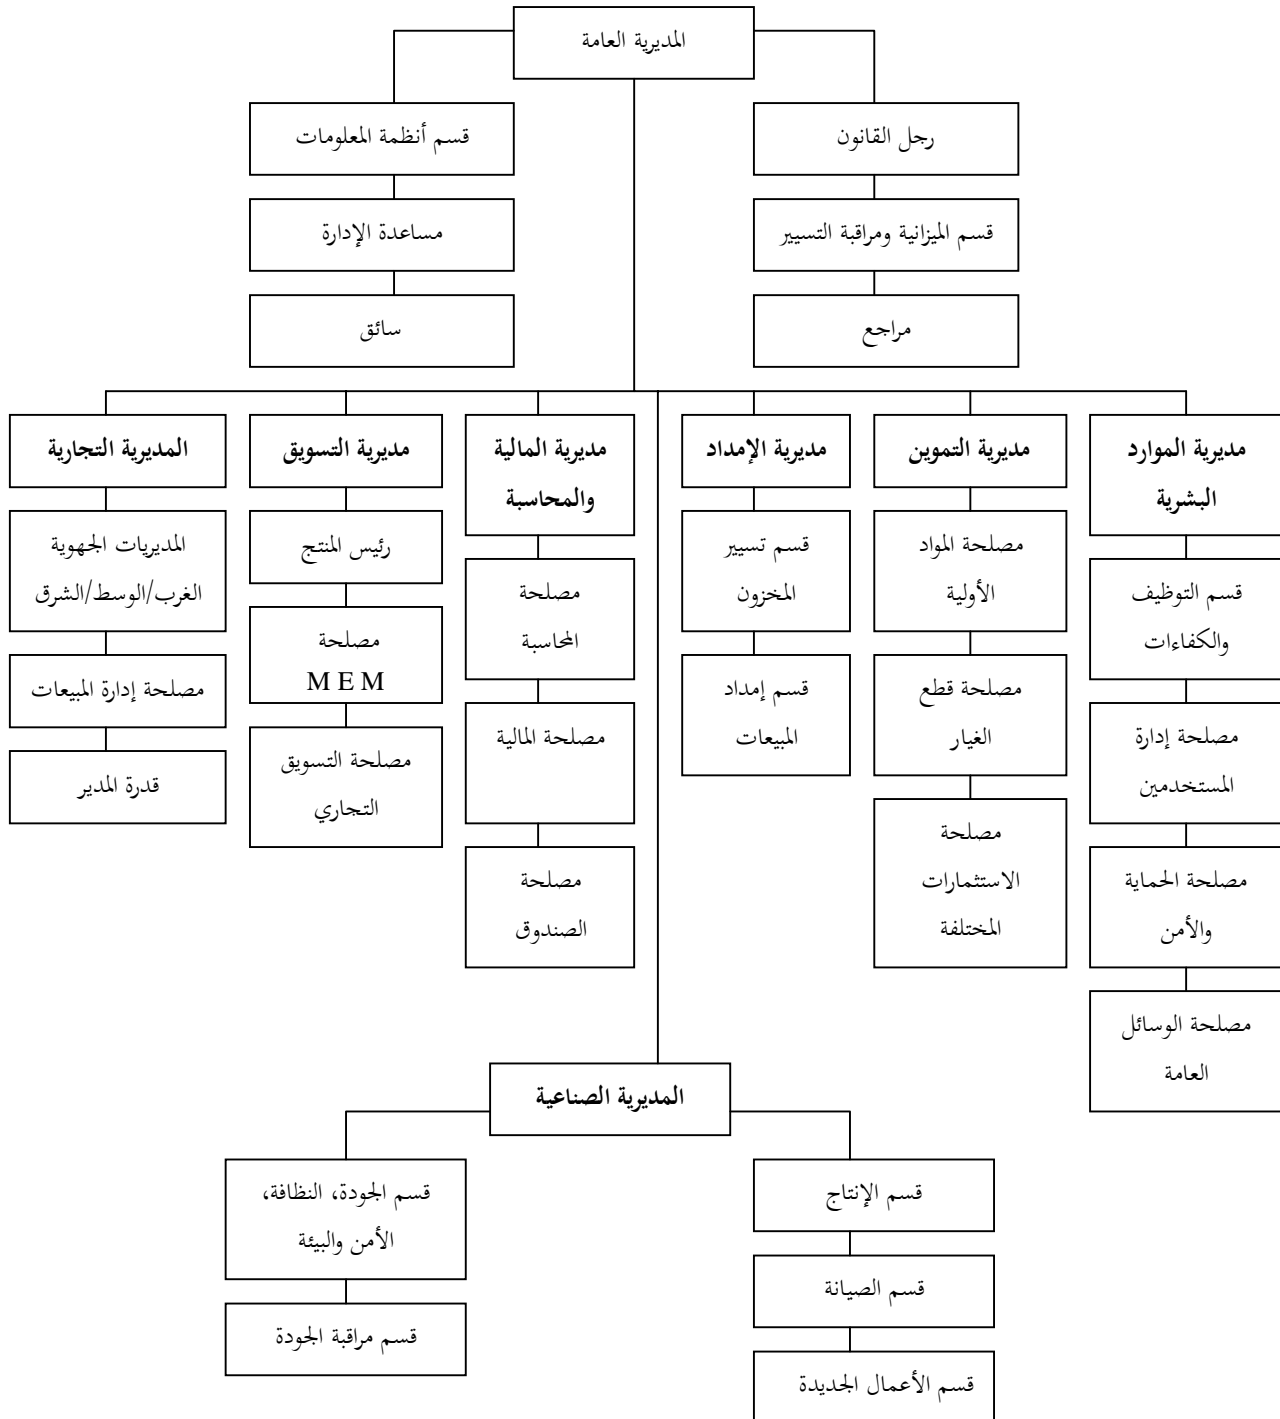 المديرية العامة
رجل القانون
قسم أنظمة المعلومات
قسم الميزانية ومراقبة التسيير
مساعدة الإدارة
مراجع
سائق
مديرية الموارد
البشرية
مديرية التموين
مديرية الإمداد
مديرية المالية
والمحاسبة
مديرية التسويق
المديرية التجارية
قسم التوظيف
والكفاءات
مصلحة إدارة
المستخدمين
مصلحة الحماية
والأمن
مصلحة الوسائل
العامة
مصلحة المواد
الأولية
مصلحة قطع
الغيار
مصلحة
الاستثمارات
المختلفة
قسم تسيير
المخزون
قسم إمداد
المبيعات
مصلحة
المحاسبة
مصلحة المالية
مصلحة
الصندوق
رئيس المنتج
مصلحة
M E M
مصلحة التسويق
التجاري
المديريات الجهوية
الغرب/الوسط/الشرق
مصلحة إدارة المبيعات
قدرة المدير
المديرية الصناعية
قسم الإنتاج
قسم الصيانة
قسم الأعمال الجديدة
قسم الجودة، النظافة،
الأمن والبيئة
قسم مراقبة الجودة